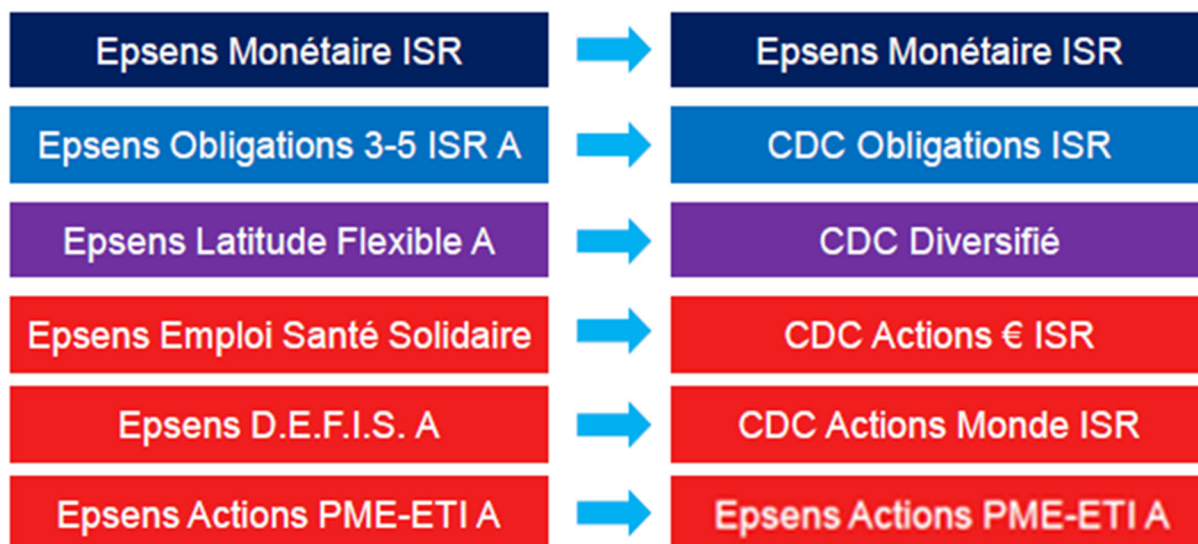 Epsens Monétaire ISR
Epsens Monétaire ISR
Epsens Obligations 3-5 ISR A
CDC Obligations ISR
Epsens Latitude Flexible A
CDC Diversifié
Epsens Emploi Santé Solidaire
CDC Actions € ISR
Epsens D.E.F.I.S. A
CDC Actions Monde ISR
Epsens Actions PME-ETI A
Epsens Actions PME-ETI A